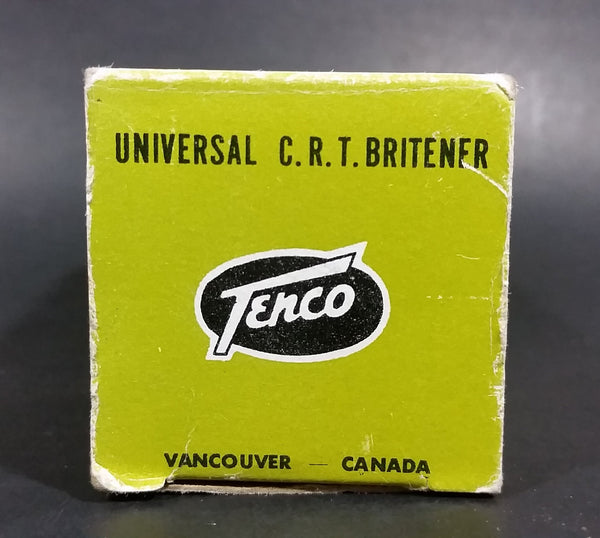 UNIVERSAL C.R.T. BRITENER
Tenco
VANCOUVER — CANADA